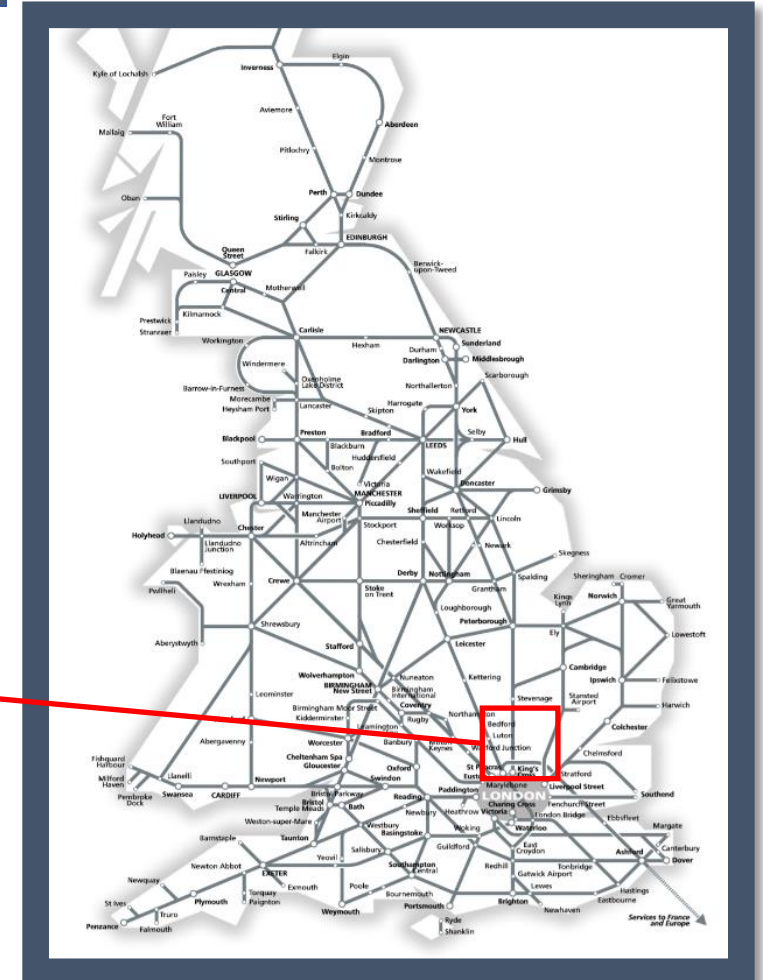 Elgin
Inverness
Kyle of Lochalsh
Aviemore
Fort
William
Mallaig
Aberdeen
Pitlochry
Montrose
Perth
Dundee
Oban
Stirling
Kirkcaldy
EDINBURGH
Queen
Street
Falkirk
Berwick-
upon-Tweed
Paisley
GLASGOW
Central
Motherwell
Prestwick
Kilmarnock
Stranraer
Carlisle
NEWCASTLE
Workington
Hexham
Sunderland
Durham
Darlington
Middlesbrough
Windermere
Scarborough
Oxenholme
Lake District
Barrow-in-Furness
Northallerton
Morecambe
Heysham Port
Lancaster
Harrogate
Skipton
York
Preston
Bradford
Selby
Blackpool
Blackburn
LEEDS
Hull
Huddersfield
Southport
Bolton
Wakefield
Wigan
Victoria
Doncaster
MANCHESTER
Grimsby
LIVERPOOL
Warrington
Piccadilly
Manchester
Airport
Sheffield
Retford
Llandudno
Stockport
Worksop
Lincoln
Chester
Holyhead
Llandudno
Junction
Altrincham
Chesterfield
Newark
Skegness
Blaenau Ffestiniog
Derby
Nottingham
Spalding
Sheringham
Cromer
Wrexham
Crewe
Stoke
on Trent
Grantham
Pwllheli
Kings
Lynn
Norwich
Great
Yarmouth
Loughborough
Peterborough
Shrewsbury
Ely
Lowestoft
Aberystwyth
Stafford
Leicester
Cambridge
Wolverhampton
Nuneaton
Kettering
Ipswich
Felixstowe
BIRMINGHAM
New Street
Birmingham
International
Stansted
Airport
Leominster
Stevenage
Birmingham Moor Street
Coventry
Harwich
Kidderminster
Rugby
Northampton
Bedford
Colchester
Leamington
Luton
Abergavenny
Worcester
Banbury
Keynes
Watford Junction
Chelmsford
Fishguard
Harbour
Cheltenham Spa
Gloucester
Oxford
St Pancras
King's
Cross
Stratford
Milford
Haven
Llanelli
Newport
Swindon
Euston
Marylebone
Liverpool Street
Pembroke
Dock
Swansea
CARDIFF
Bristol Parkway
Reading
Paddington
LONDON
Southend
Bristol
Temple Meads
Bath
Newbury
Heathrow
Victoria
Charing Cross
Fenchurch Street
London Bridge
Ebbsfleet
Weston-super-Mare
Westbury
Basingstoke
Woking
Waterloo
Margate
Barnstaple
Taunton
Salisbury
Guildford
East
Croydon
Canterbury
Yeovil
Ashford
Dover
Newton Abbot
EXETER
Southampton
Central
Redhill
Tonbridge
Gatwick Airport
Newquay
Exmouth
Poole
Lewes
Hastings
Torquay
Paignton
Bournemouth
Eastbourne
St Ives
Plymouth
Weymouth
Portsmouth
Brighton
Newhaven
Truro
Penzance
Falmouth
Ryde
Shanklin
Services to France
and Europe